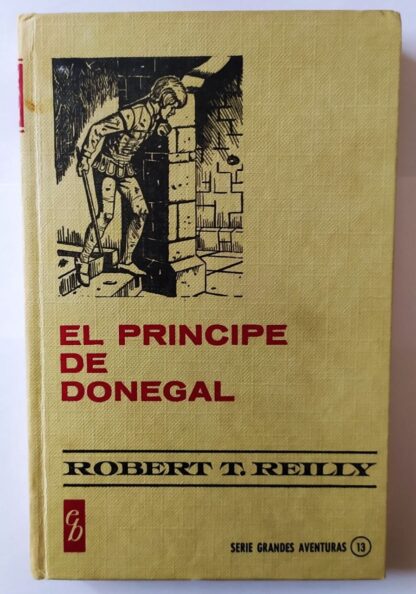 EL PRINCIPE
DE
DONEGAL
ROBERT T. REILLY
eb
SERIE GRANDES AVENTURAS 13